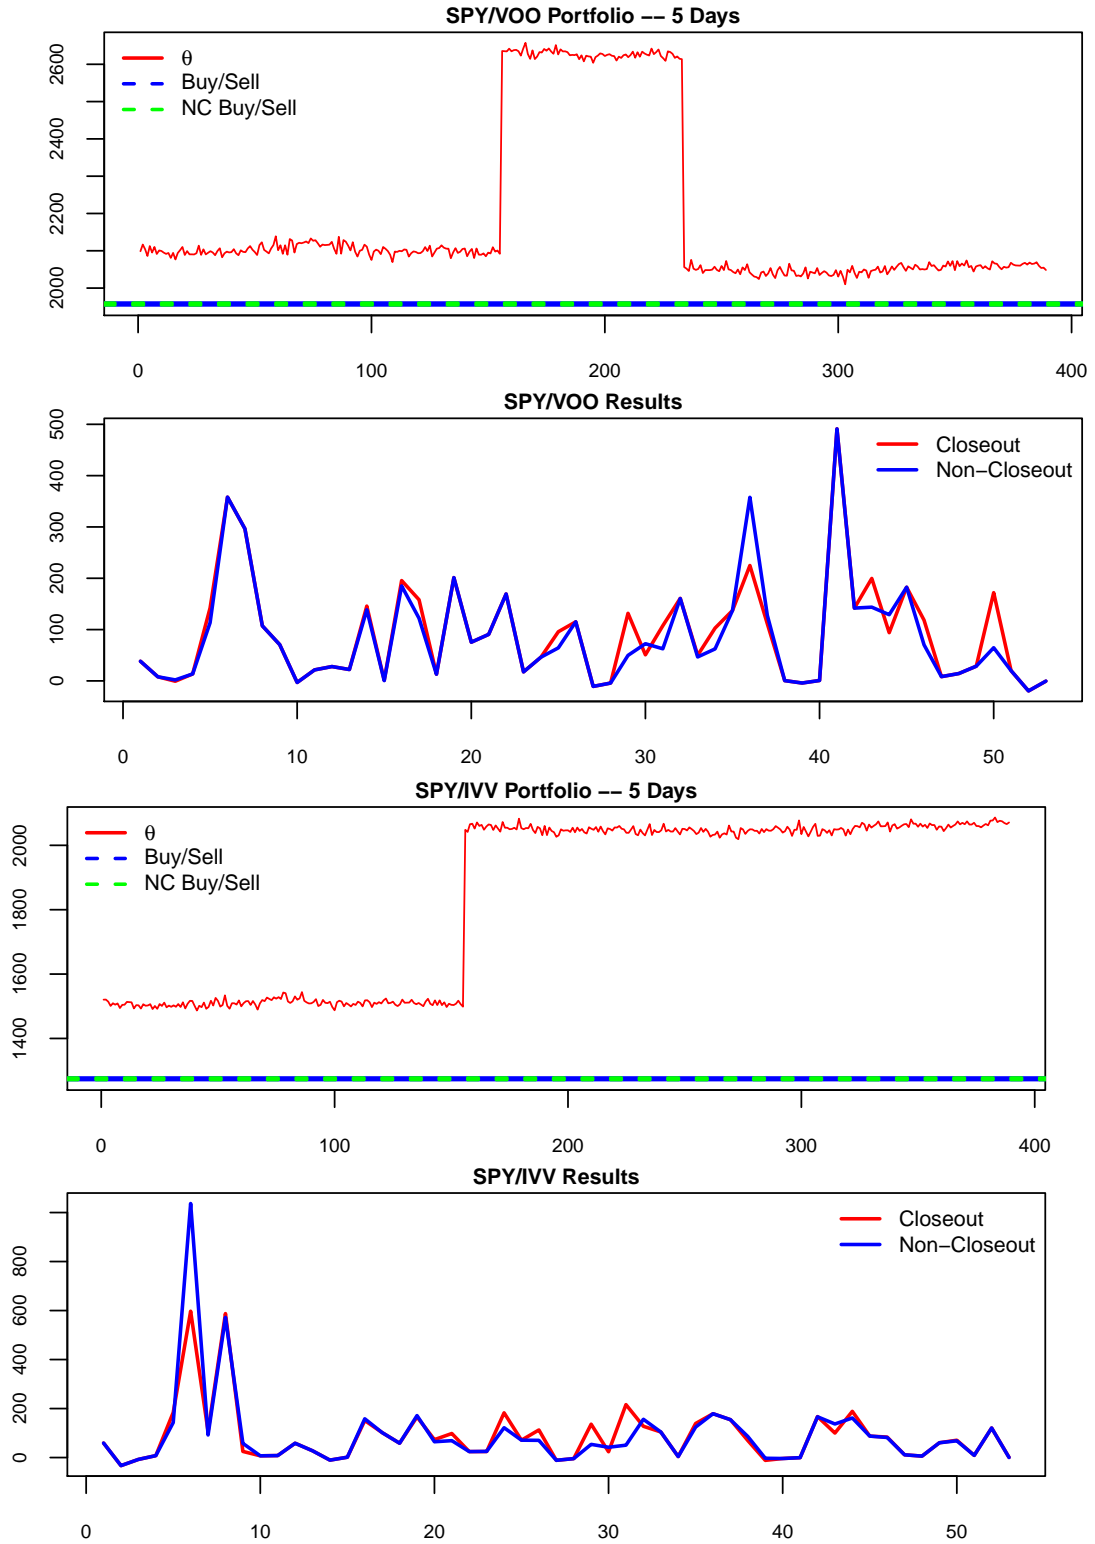 SPY/VOO Portfolio −− 5 Days
θ
Buy/Sell
NC Buy/Sell
2600
2400
2200
2000
0 100 200 300 400
SPY/VOO Results
Closeout
Non−Closeout
500
400
300
200
100
0
0 10 20 30 40 50
SPY/IVV Portfolio −− 5 Days
θ
Buy/Sell
NC Buy/Sell
2000
1800
1600
1400
0 100 200 300 400
SPY/IVV Results
Closeout
Non−Closeout
800
600
400
200
0
0 10 20 30 40 50